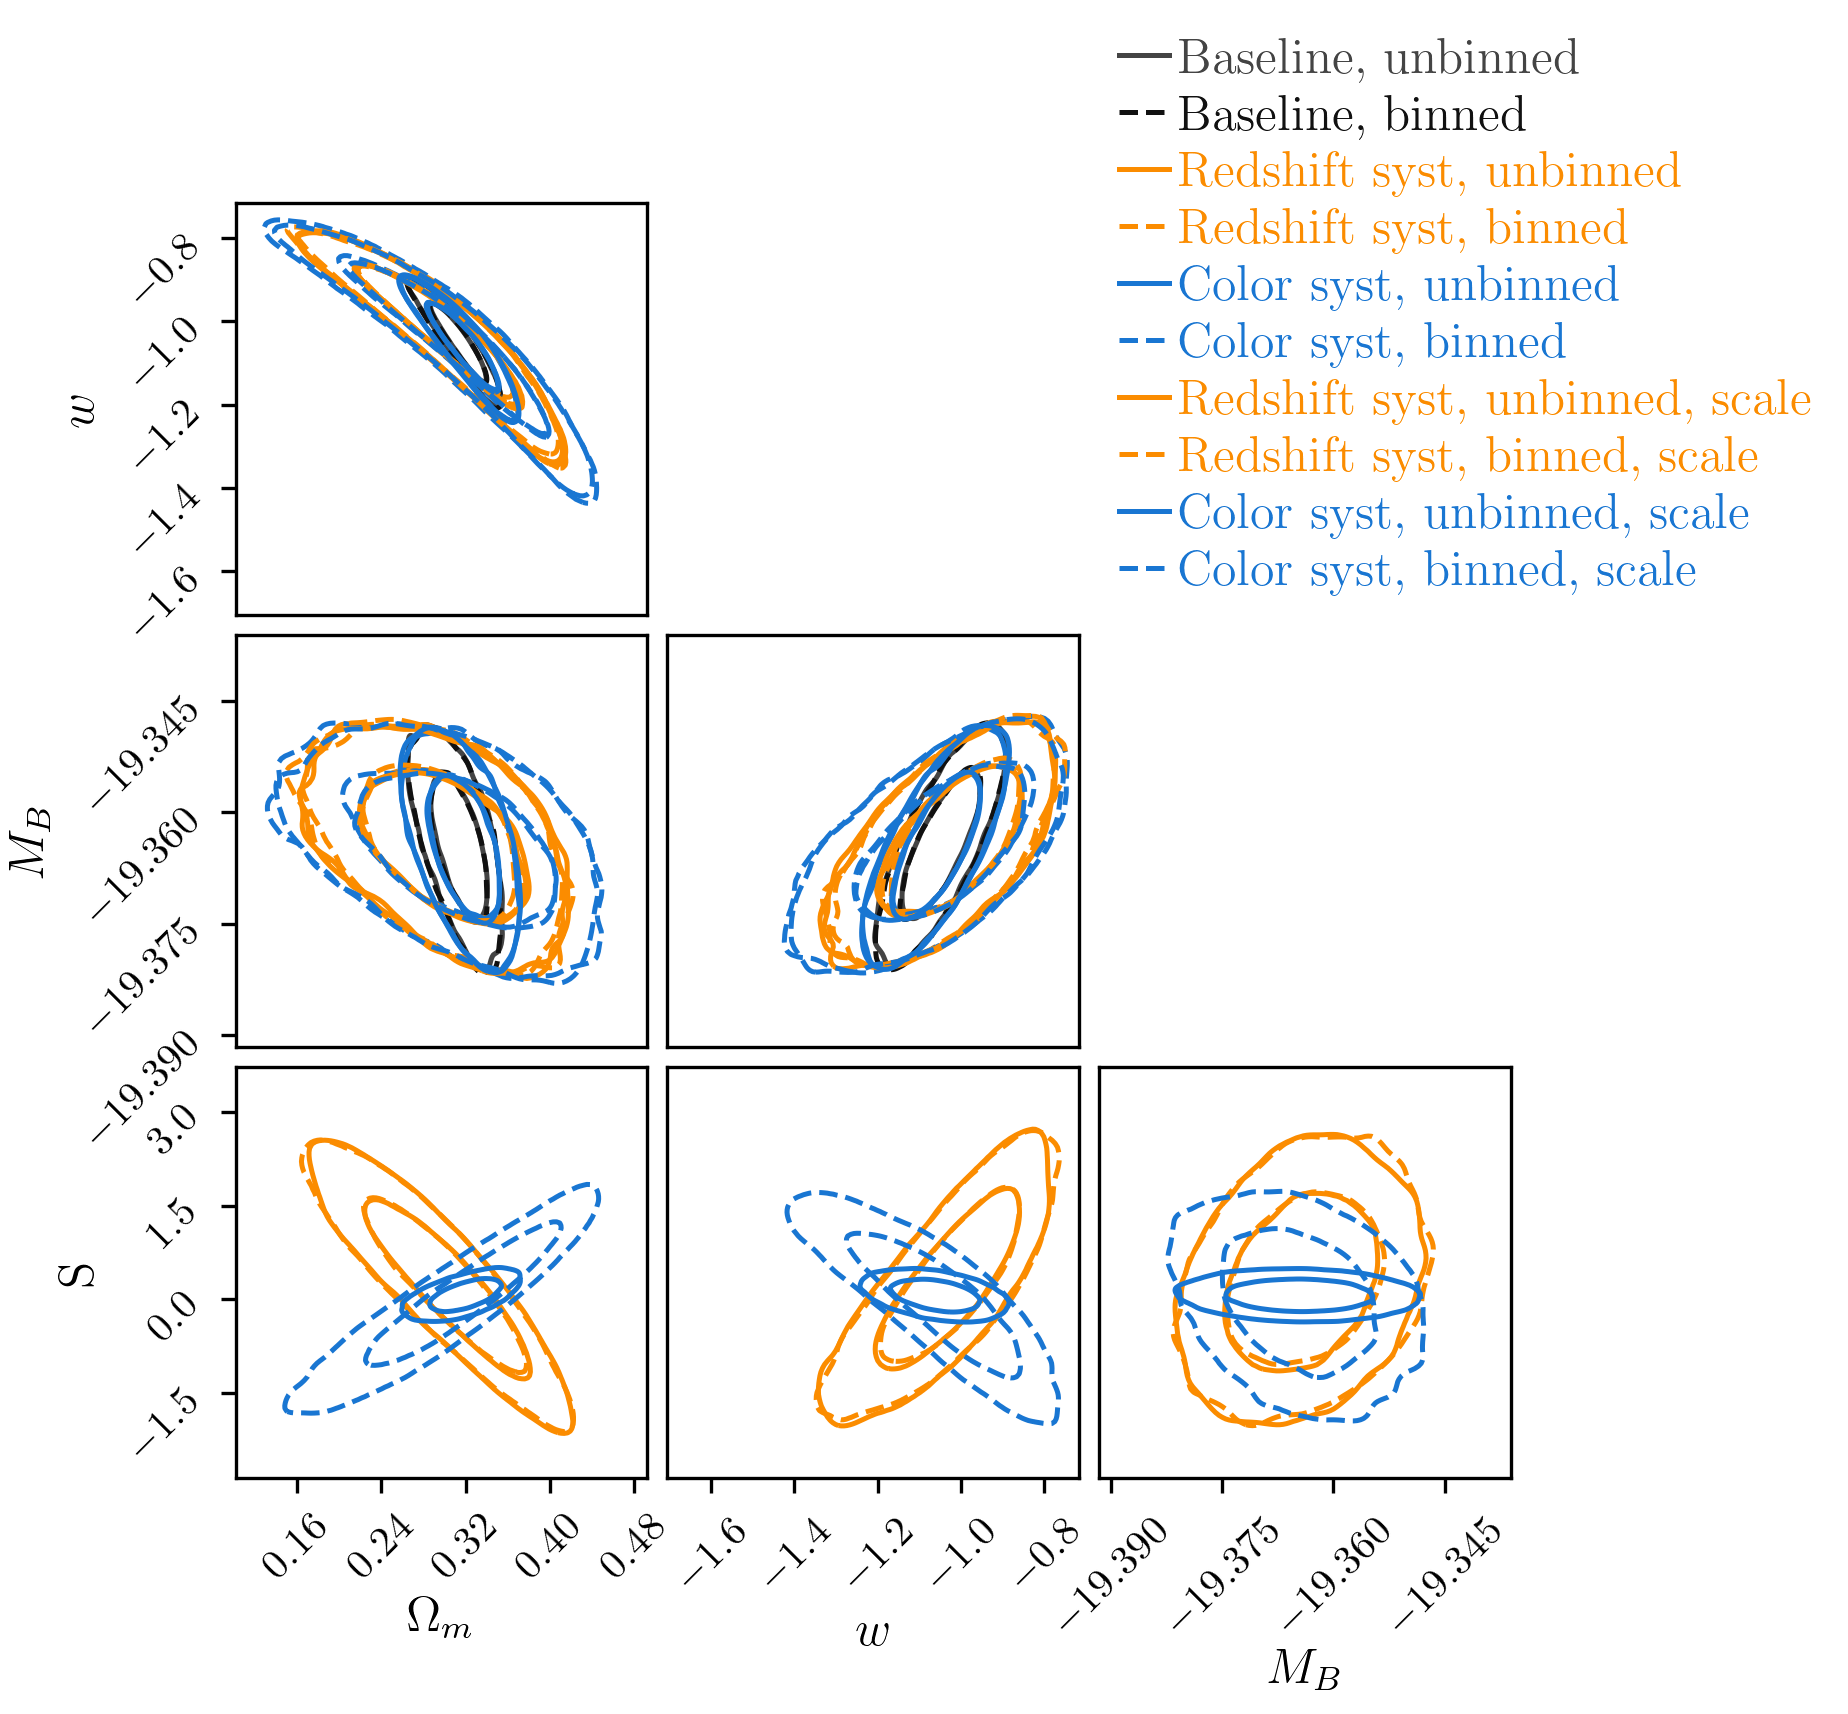 Baseline, unbinned
Baseline, binned
Redshift syst, unbinned
Redshift syst, binned
Color syst, unbinned
Color syst, binned
Redshift syst, unbinned, scale
Redshift syst, binned, scale
Color syst, unbinned, scale
Color syst, binned, scale
−0.8
−1.0
−1.2
−1.4
−1.6
w
−19.345
−19.360
−19.375
−19.390
M_B
3.0
1.5
0.0
−1.5
S
0.16 0.24 0.32 0.40 0.48
Ω_m
−1.6 −1.4 −1.2 −1.0 −0.8
w
−19.390 −19.375 −19.360 −19.345
M_B